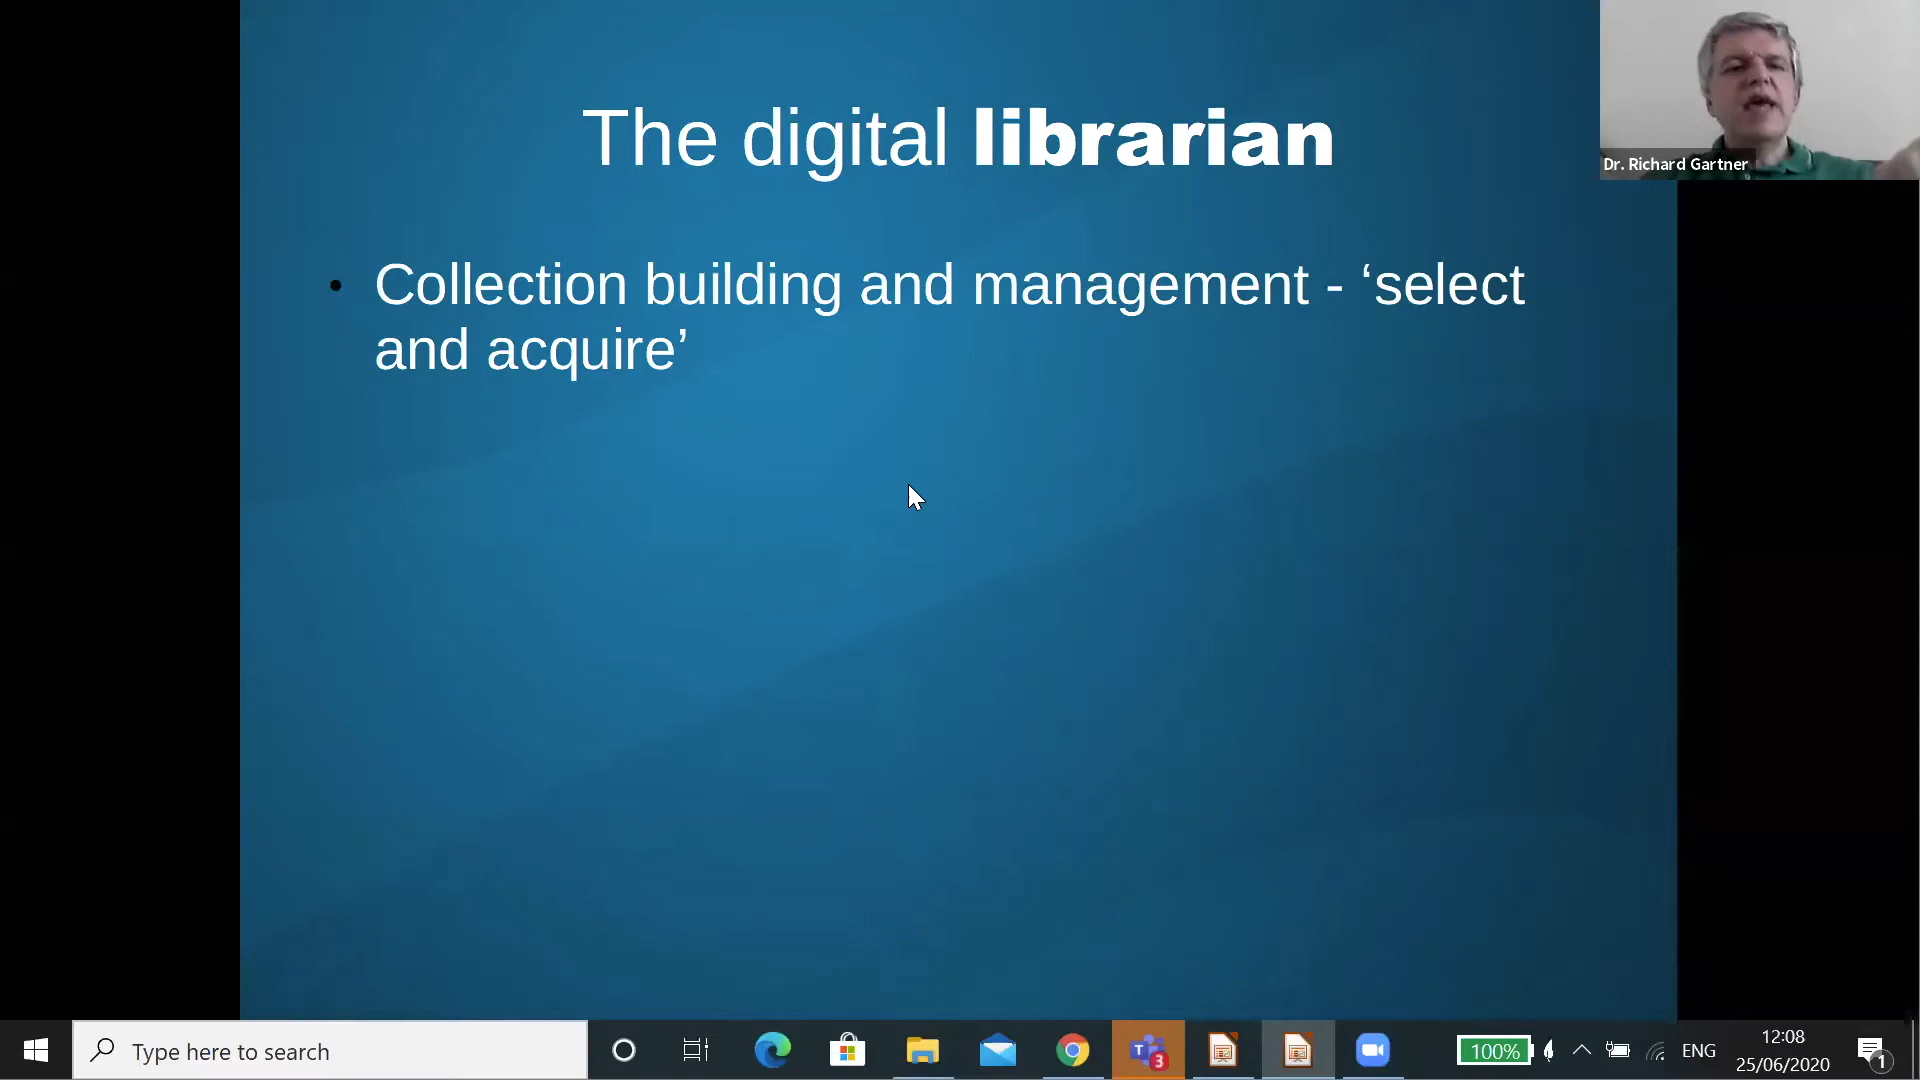 The digital librarian
Dr. Richard Gartner
• Collection building and management - ‘select
and acquire’
Type here to search
T
3
100%
ENG
12:08
25/06/2020
1